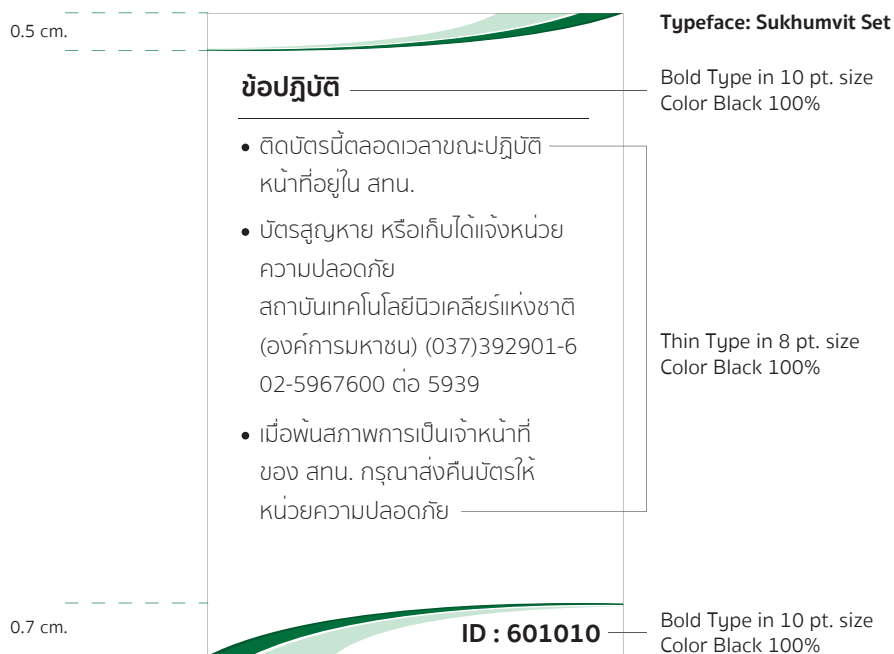 0.5 cm.
Typeface: Sukhumvit Set
ข้อปฏิบัติ
Bold Type in 10 pt. size
Color Black 100%
• ติดบัตรนี้ตลอดเวลาขณะปฏิบัติ
หน้าที่อยู่ใน สทน.
• บัตรสูญหาย หรือเก็บได้แจ้งหน่วย
ความปลอดภัย
สถาบันเทคโนโลยีนิวเคลียร์แห่งชาติ
(องค์การมหาชน) (037)392901-6
02-5967600 ต่อ 5939
Thin Type in 8 pt. size
Color Black 100%
• เมื่อพ้นสภาพการเป็นเจ้าหน้าที่
ของ สทน. กรุณาส่งคืนบัตรให้
หน่วยความปลอดภัย
0.7 cm.
ID : 601010
Bold Type in 10 pt. size
Color Black 100%